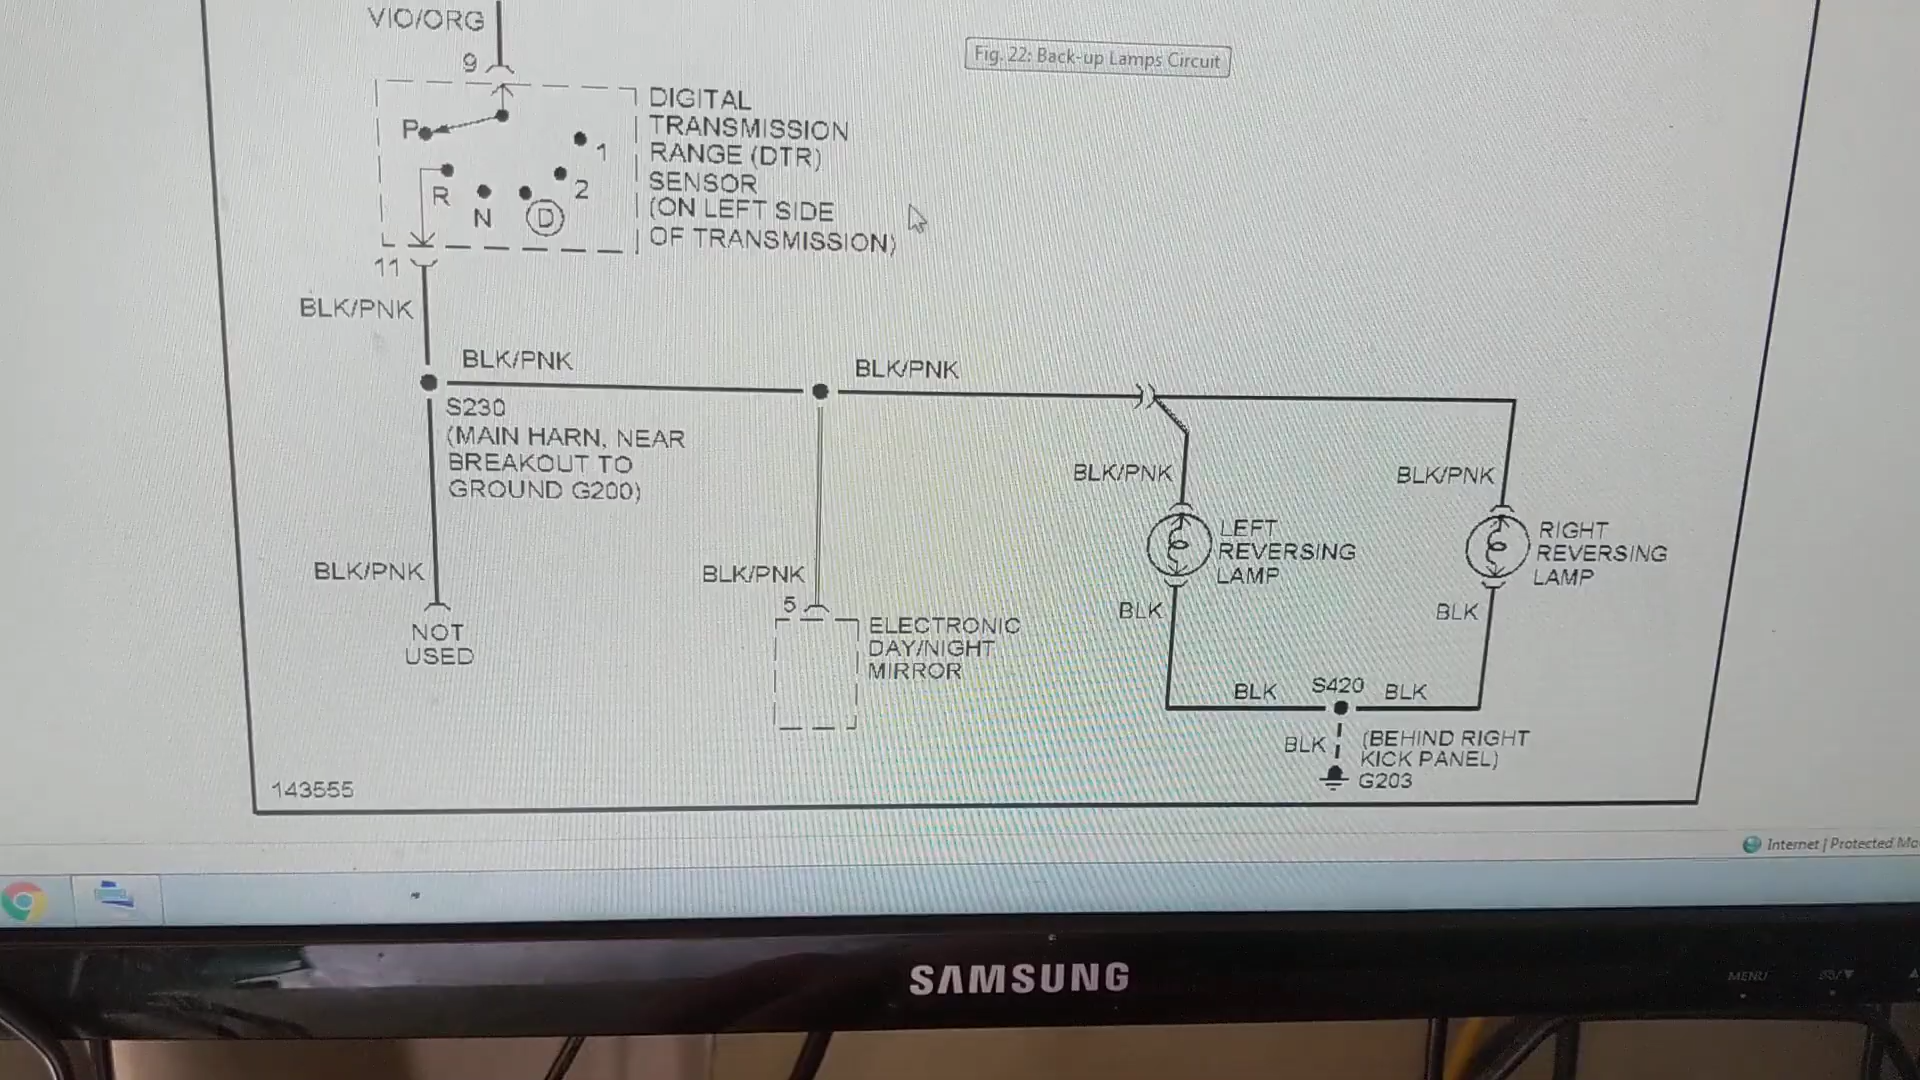 VIO/ORG
9
Fig. 22: Back-up Lamps Circuit
P
1
R
N
D
2
DIGITAL
TRANSMISSION
RANGE (DTR)
SENSOR
(ON LEFT SIDE
OF TRANSMISSION)
11
BLK/PNK
BLK/PNK
BLK/PNK
S230
(MAIN HARN, NEAR
BREAKOUT TO
GROUND G200)
BLK/PNK
BLK/PNK
LEFT
REVERSING
LAMP
RIGHT
REVERSING
LAMP
BLK/PNK
NOT
USED
BLK/PNK
5
ELECTRONIC
DAY/NIGHT
MIRROR
BLK
BLK
BLK
S420
BLK
BLK
(BEHIND RIGHT
KICK PANEL)
G203
143555
Internet | Protected Mo
SAMSUNG
MENU